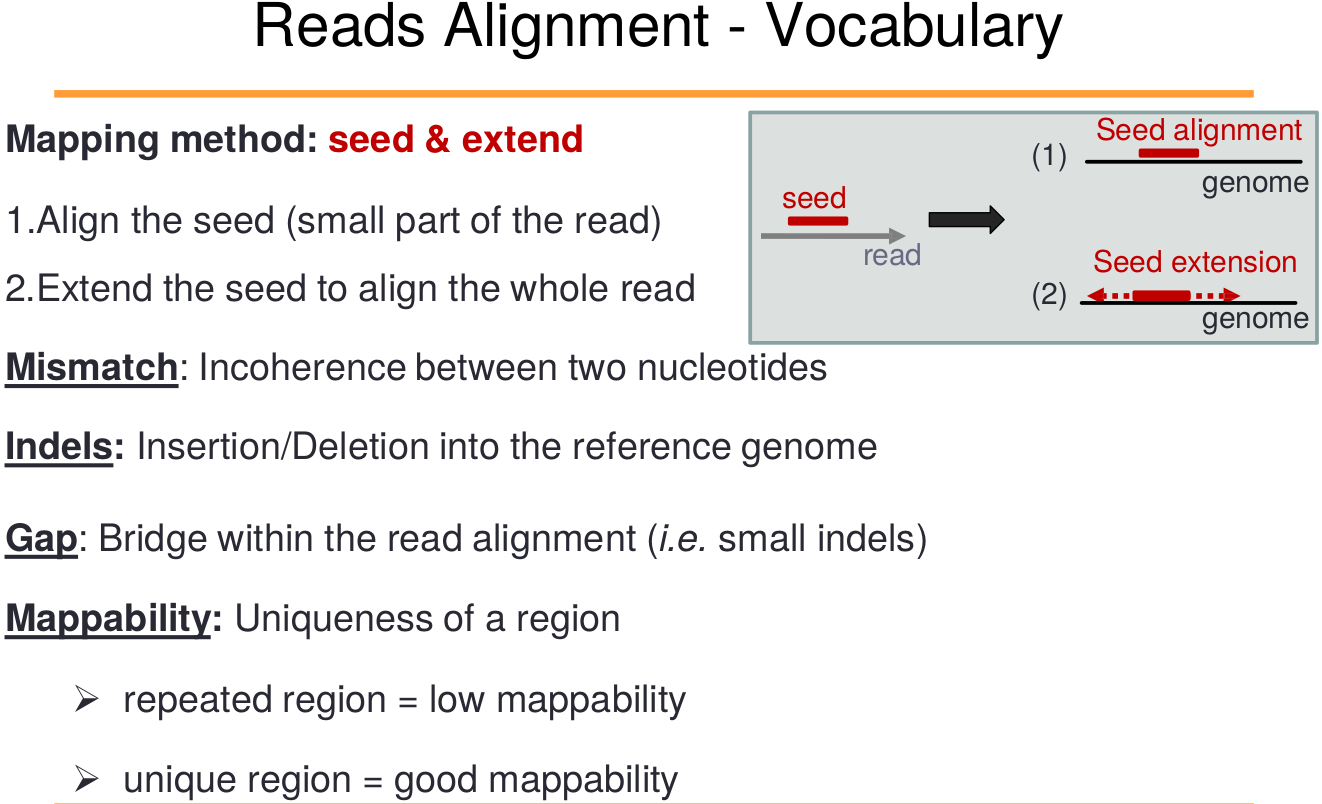 Reads Alignment - Vocabulary
Mapping method: seed & extend
1.Align the seed (small part of the read)
2.Extend the seed to align the whole read
seed
read
(1)
Seed alignment
genome
Seed extension
(2)
genome
Mismatch: Incoherence between two nucleotides
Indels: Insertion/Deletion into the reference genome
Gap: Bridge within the read alignment (i.e. small indels)
Mappability: Uniqueness of a region
➢ repeated region = low mappability
➢ unique region = good mappability